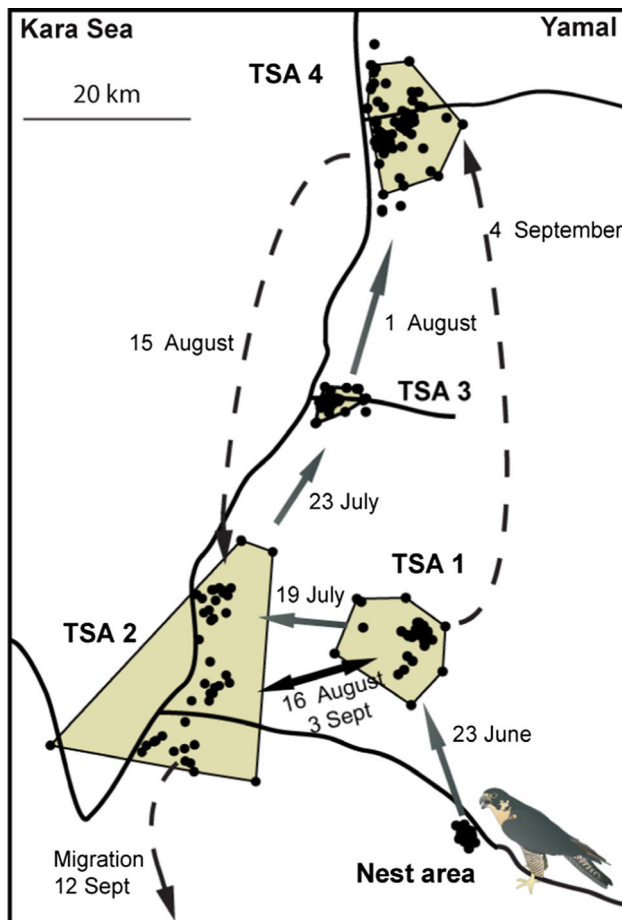 Kara Sea
Yamal
TSA 4
20 km
4 September
15 August
1 August
TSA 3
23 July
TSA 1
19 July
TSA 2
16 August
3 Sept
23 June
Migration
12 Sept
Nest area